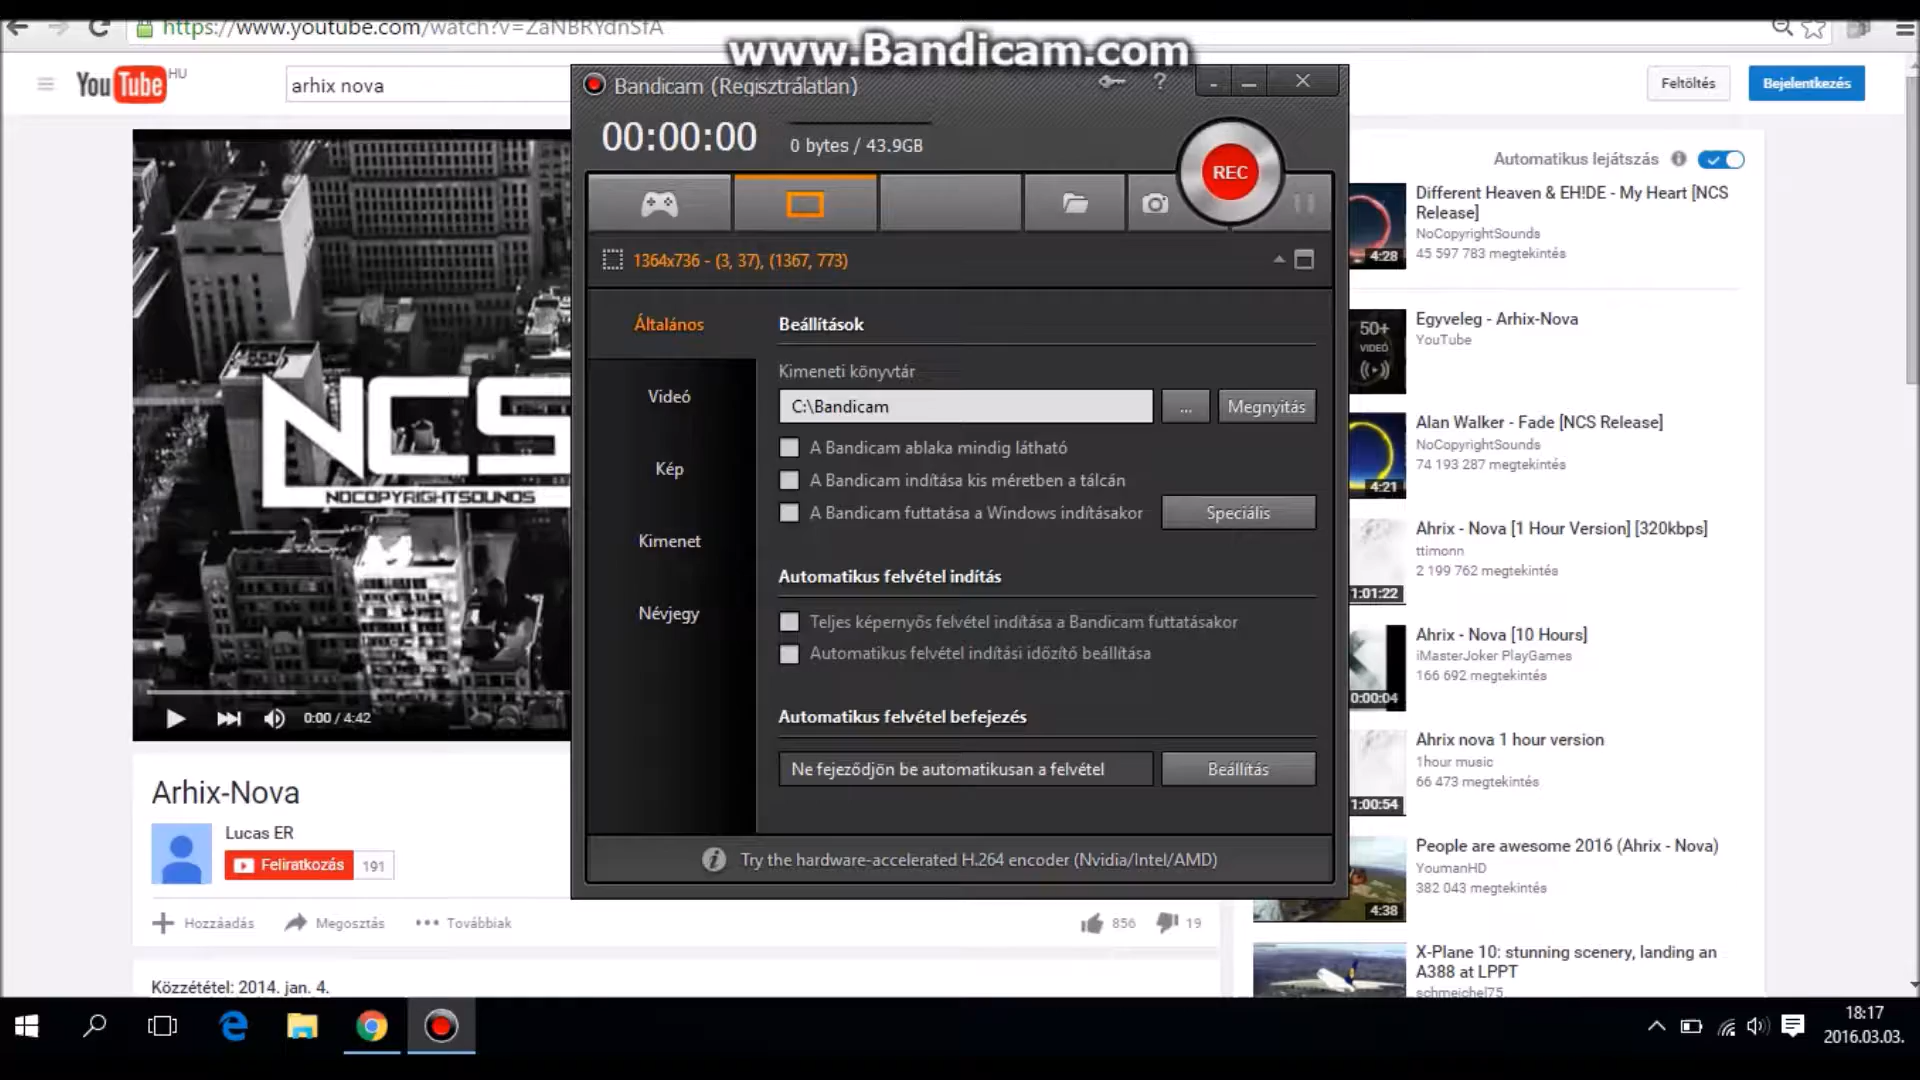 https://www.youtube.com/watch?v=ZaNBRYdnSfA
www.Bandicam.com
YouTube HU
arhix nova
Feltöltés
Bejelentkezés
Bandicam (Regisztrálatlan)
?
00:00:00
0 bytes / 43.9GB
REC
1364x736 - (3, 37), (1367, 773)
Általános
Videó
Kép
Kimenet
Névjegy
Beállítások
Kimeneti könyvtár
C:\Bandicam
...
Megnyitás
A Bandicam ablaka mindig látható
A Bandicam indítása kis méretben a tálcán
A Bandicam futtatása a Windows indításakor
Speciális
Automatikus felvétel indítás
Teljes képernyős felvétel indítása a Bandicam futtatásakor
Automatikus felvétel indítási időzítő beállítása
Automatikus felvétel befejezés
Ne fejeződjön be automatikusan a felvétel
Beállítás
Try the hardware-accelerated H.264 encoder (Nvidia/Intel/AMD)
NCS
NOCOPYRIGHTSOUNDS
0:00 / 4:42
Arhix-Nova
Lucas ER
Feliratkozás
191
Hozzáadás
Megosztás
Továbbiak
856
19
Közzététel: 2014. jan. 4.
Automatikus lejátszás
Different Heaven & EH!DE - My Heart [NCS
Release]
NoCopyrightSounds
45 597 783 megtekintés
4:28
Egyveleg - Arhix-Nova
YouTube
50+
VIDEÓ
Alan Walker - Fade [NCS Release]
NoCopyrightSounds
74 193 287 megtekintés
4:21
Ahrix - Nova [1 Hour Version] [320kbps]
ttimonn
2 199 762 megtekintés
1:01:22
Ahrix - Nova [10 Hours]
iMasterJoker PlayGames
166 692 megtekintés
0:00:04
Ahrix nova 1 hour version
1hour music
66 473 megtekintés
1:00:54
People are awesome 2016 (Ahrix - Nova)
YoumanHD
382 043 megtekintés
4:38
X-Plane 10: stunning scenery, landing an
A388 at LPPT
schmeichel75
18:17
2016.03.03.